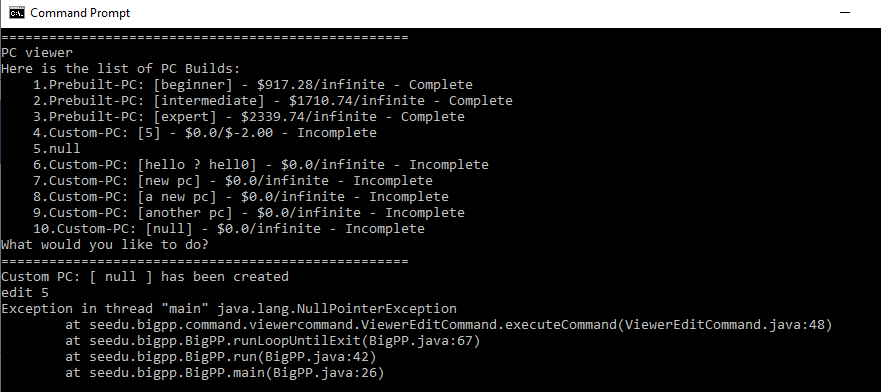 Command Prompt
===================================================
PC viewer
Here is the list of PC Builds:
    1.Prebuilt-PC: [beginner] - $917.28/infinite - Complete
    2.Prebuilt-PC: [intermediate] - $1710.74/infinite - Complete
    3.Prebuilt-PC: [expert] - $2339.74/infinite - Complete
    4.Custom-PC: [5] - $0.0/$-2.00 - Incomplete
    5.null
    6.Custom-PC: [hello ? hell0] - $0.0/infinite - Incomplete
    7.Custom-PC: [new pc] - $0.0/infinite - Incomplete
    8.Custom-PC: [a new pc] - $0.0/infinite - Incomplete
    9.Custom-PC: [another pc] - $0.0/infinite - Incomplete
    10.Custom-PC: [null] - $0.0/infinite - Incomplete
What would you like to do?
===================================================
Custom PC: [ null ] has been created
edit 5
Exception in thread "main" java.lang.NullPointerException
        at seedu.bigpp.command.viewercommand.ViewerEditCommand.executeCommand(ViewerEditCommand.java:48)
        at seedu.bigpp.BigPP.runLoopUntilExit(BigPP.java:67)
        at seedu.bigpp.BigPP.run(BigPP.java:42)
        at seedu.bigpp.BigPP.main(BigPP.java:26)